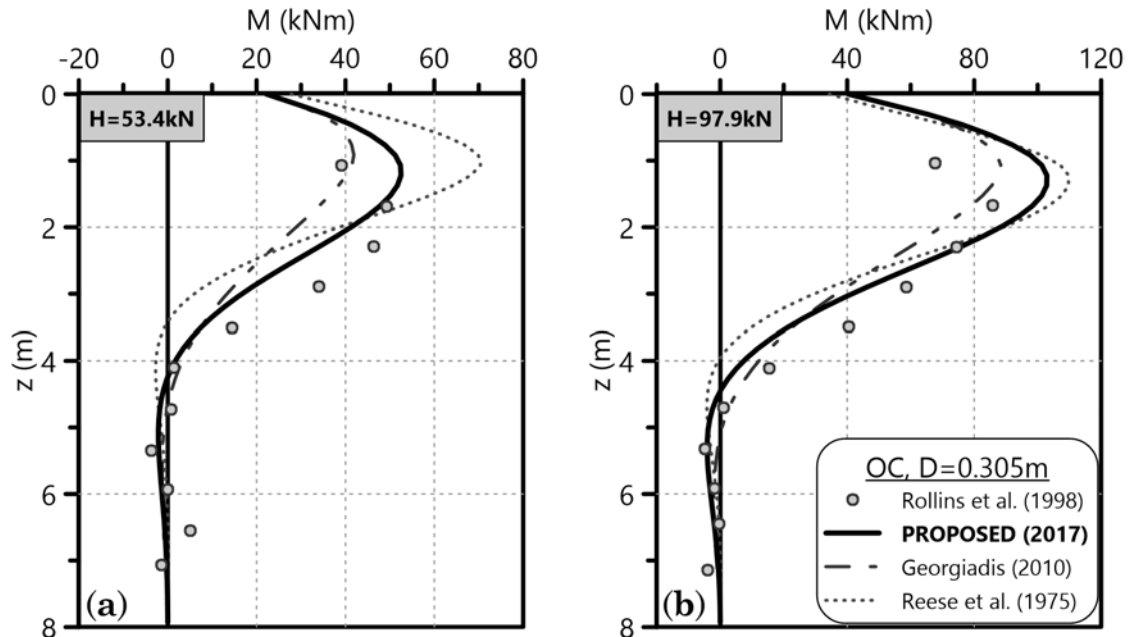 M (kNm)
-20 0 20 40 60 80
0
H=53.4kN
2
z (m)
4
6
(a)
8
M (kNm)
0 40 80 120
0
H=97.9kN
2
z (m)
4
6
(b)
8
OC, D=0.305m
Rollins et al. (1998)
PROPOSED (2017)
Georgiadis (2010)
Reese et al. (1975)